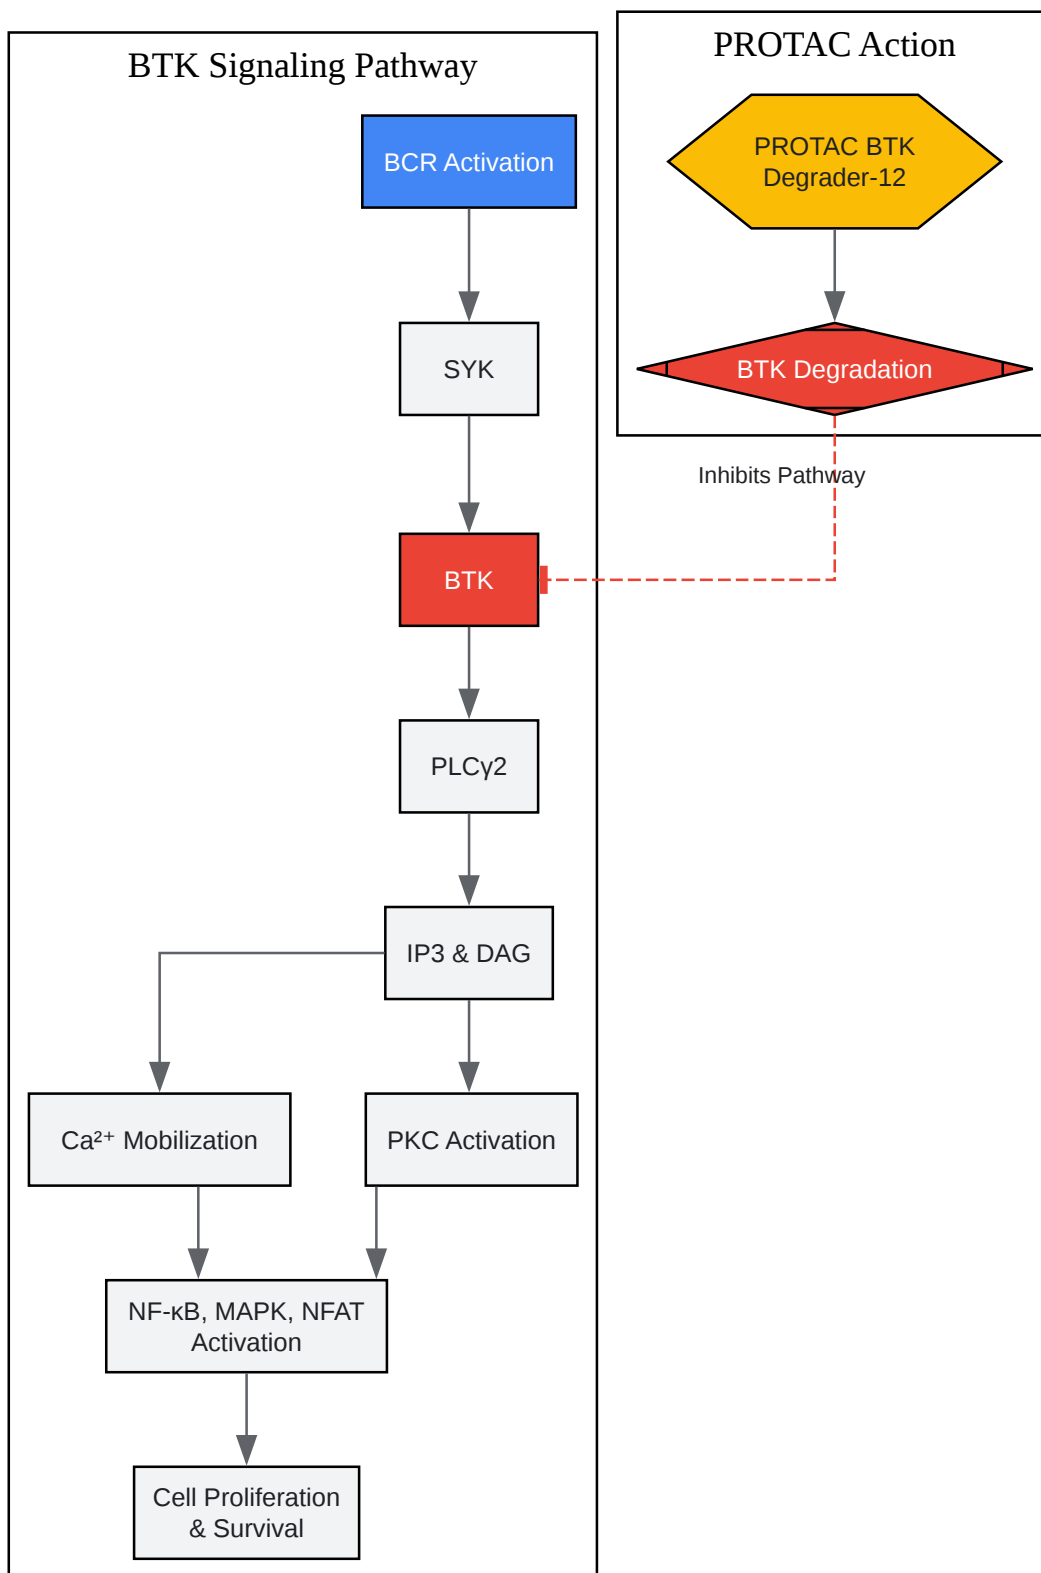 BTK Signaling Pathway
BCR Activation
SYK
BTK
PLCγ2
IP3 & DAG
Ca²⁺ Mobilization
PKC Activation
NF-κB, MAPK, NFAT
Activation
Cell Proliferation
& Survival
PROTAC Action
PROTAC BTK
Degrader-12
BTK Degradation
Inhibits Pathway